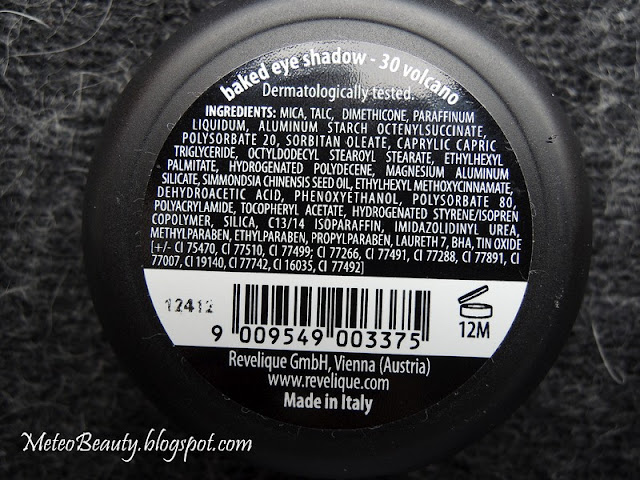 baked eye shadow - 30 volcano
Dermatologically tested.
INGREDIENTS: MICA, TALC, DIMETHICONE, PARAFFINUM
LIQUIDUM, ALUMINUM STARCH OCTENYLSUCCINATE,
POLYSORBATE 20, SORBITAN OLEATE, CAPRYLIC CAPRIC
TRIGLYCERIDE, OCTYLDODECYL STEAROYL STEARATE, ETHYLHEXYL
PALMITATE, HYDROGENATED POLYDECENE, MAGNESIUM ALUMINUM
SILICATE, SIMMONDSIA CHINENSIS SEED OIL, ETHYLHEXYL METHOXYCINNAMATE,
DEHYDROACETIC ACID, PHENOXYETHANOL, POLYSORBATE 80,
POLYACRYLAMIDE, TOCOPHERYL ACETATE, HYDROGENATED STYRENE/ISOPREN
COPOLYMER, SILICA, C13/14 ISOPARAFFIN, IMIDAZOLIDINYL UREA,
METHYLPARABEN, ETHYLPARABEN, PROPYLPARABEN, LAURETH 7, BHA, TIN OXIDE
[+/- CI 75470, CI 77510, CI 77499; CI 77266, CI 77491, CI 77288, CI 77891, CI
77007, CI 19140, CI 77742, CI 16035, CI 77492]
12412
9 009549 003375
12M
Revelique GmbH, Vienna (Austria)
www.revelique.com
Made in Italy
MeteoBeauty.blogspot.com